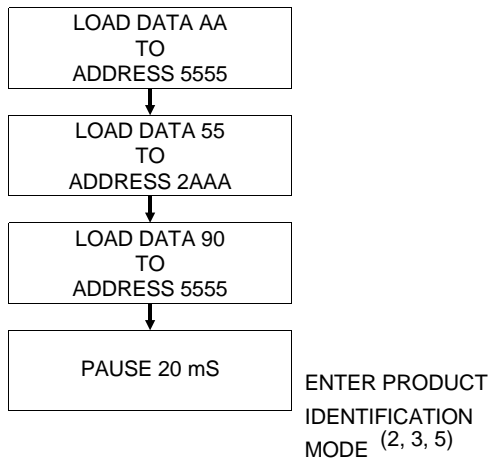 LOAD DATA AA
TO
ADDRESS 5555
LOAD DATA 55
TO
ADDRESS 2AAA
LOAD DATA 90
TO
ADDRESS 5555
PAUSE 20 mS
ENTER PRODUCT
IDENTIFICATION
MODE (2, 3, 5)